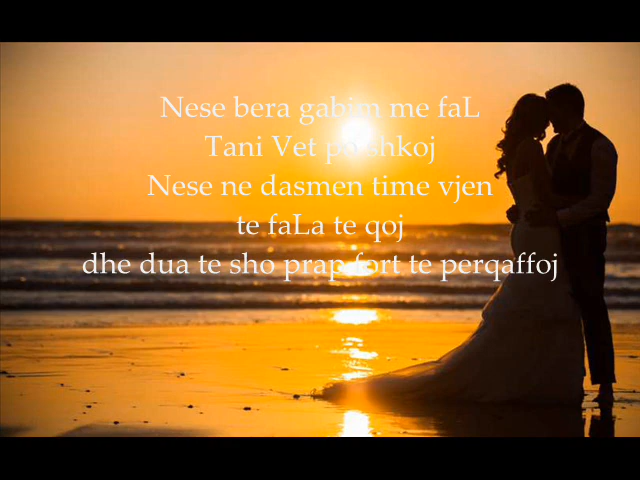 Nese bera gabim me faL
Tani Vet po shkoj
Nese ne dasmen time vjen
te faLa te qoj
dhe dua te sho prap fort te perqaffoj